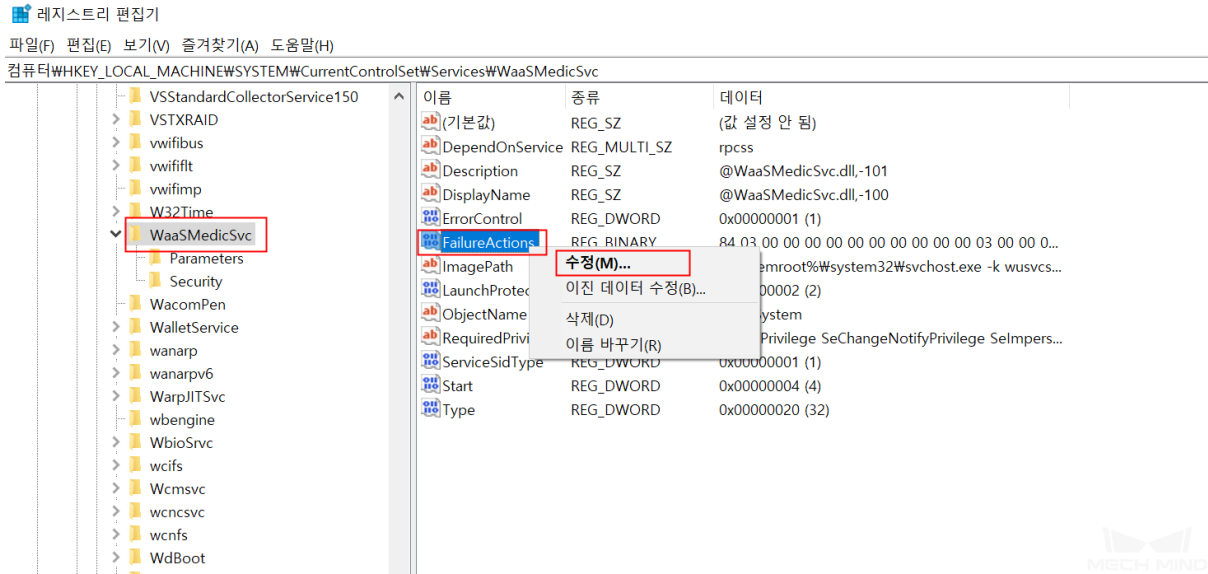 레지스트리 편집기
파일(F) 편집(E) 보기(V) 즐겨찾기(A) 도움말(H)
컴퓨터₩HKEY_LOCAL_MACHINE₩SYSTEM₩CurrentControlSet₩Services₩WaaSMedicSvc
VSStandardCollectorService150
VSTXRAID
vwifibus
vwififlt
vwifimp
W32Time
WaaSMedicSvc
Parameters
Security
WacomPen
WalletService
wanarp
wanarpv6
WarpJITSvc
wbengine
WbioSrvc
wcifs
Wcmsvc
wcncsvc
wcnfs
WdBoot
이름 종류 데이터
(기본값) REG_SZ (값 설정 안 됨)
DependOnService REG_MULTI_SZ rpcss
Description REG_SZ @WaaSMedicSvc.dll,-101
DisplayName REG_SZ @WaaSMedicSvc.dll,-100
ErrorControl REG_DWORD 0x00000001 (1)
FailureActions REG_BINARY 84 03 00 00 00 00 00 00 00 00 00 00 03 00 00 0...
ImagePath emroot%₩system32₩svchost.exe -k wusvcs...
LaunchProtec 00002 (2)
ObjectName ystem
RequiredPrivi Privilege SeChangeNotifyPrivilege SeImpers...
ServiceSidType REG_DWORD 0x00000001 (1)
Start REG_DWORD 0x00000004 (4)
Type REG_DWORD 0x00000020 (32)
수정(M)...
이진 데이터 수정(B)...
삭제(D)
이름 바꾸기(R)
MECH MIND